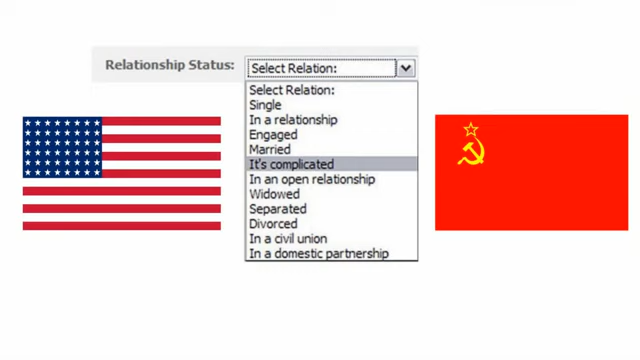 Relationship Status:
Select Relation:
Select Relation:
Single
In a relationship
Engaged
Married
It's complicated
In an open relationship
Widowed
Separated
Divorced
In a civil union
In a domestic partnership